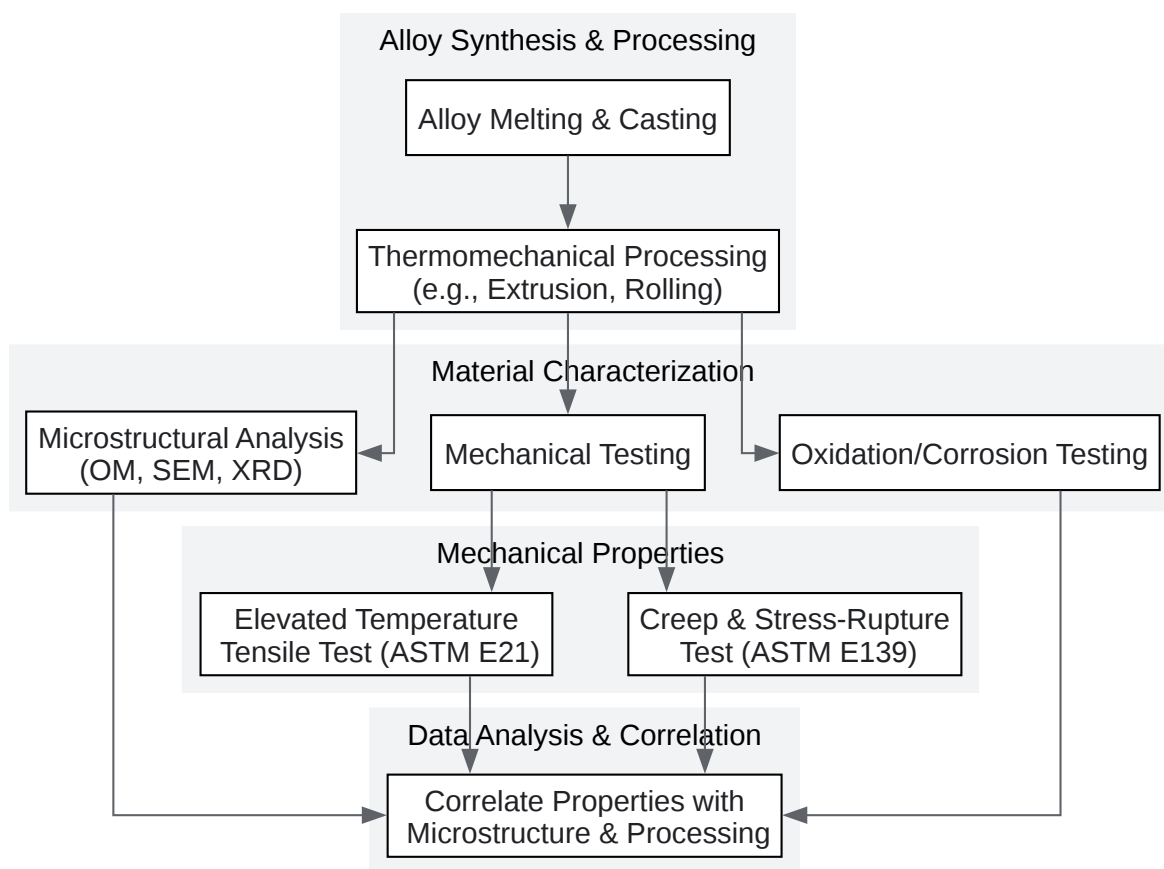 Alloy Synthesis & Processing
Alloy Melting & Casting
Thermomechanical Processing
(e.g., Extrusion, Rolling)
Material Characterization
Microstructural Analysis
(OM, SEM, XRD)
Mechanical Testing
Oxidation/Corrosion Testing
Mechanical Properties
Elevated Temperature
Tensile Test (ASTM E21)
Creep & Stress-Rupture
Test (ASTM E139)
Data Analysis & Correlation
Correlate Properties with
Microstructure & Processing